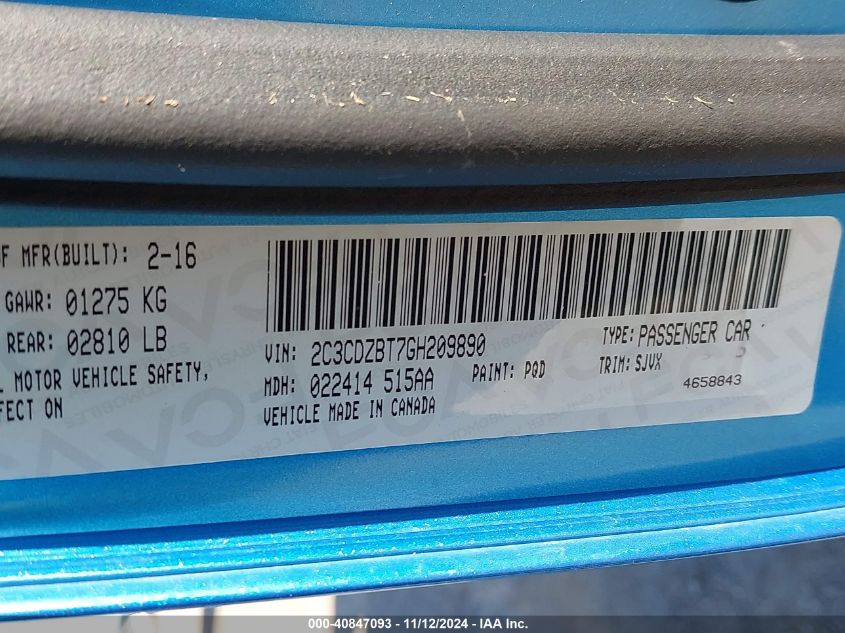 F MFR(BUILT): 2-16
GAWR: 01275 KG
REAR: 02810 LB
MOTOR VEHICLE SAFETY,
FECT ON
VIN: 2C3CDZBT7GH209890
TYPE: PASSENGER CAR
MDH: 022414 515AA
PAINT: PQD
TRIM: SJVX
VEHICLE MADE IN CANADA
4658843
000-40847093 - 11/12/2024 - IAA Inc.